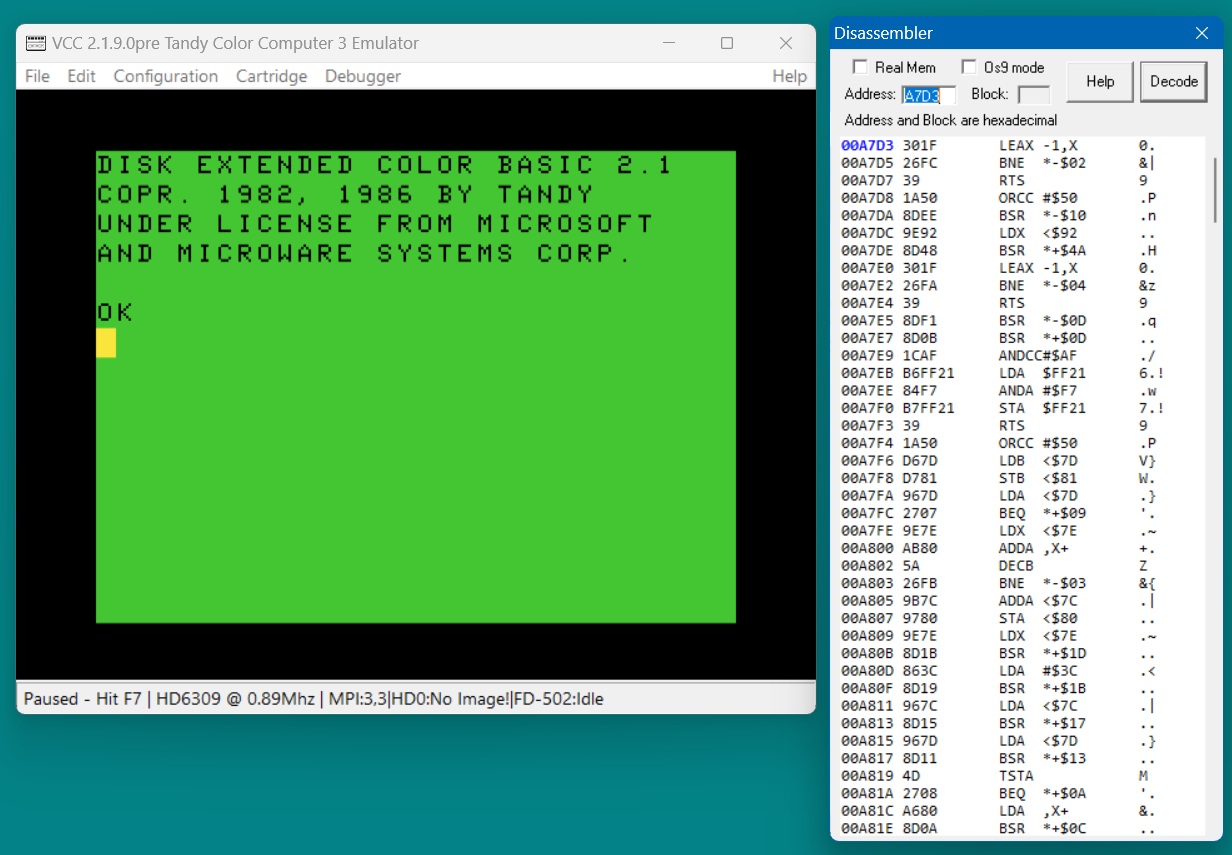 VCC 2.1.9.0pre Tandy Color Computer 3 Emulator
File Edit Configuration Cartridge Debugger Help
DISK EXTENDED COLOR BASIC 2.1
COPR. 1982, 1986 BY TANDY
UNDER LICENSE FROM MICROSOFT
AND MICROWARE SYSTEMS CORP.
OK
Paused - Hit F7 | HD6309 @ 0.89Mhz | MPI:3,3|HD0:No Image!|FD-502:Idle
Disassembler
Real Mem Os9 mode
Address: A7D3 Block: Help Decode
Address and Block are hexadecimal
00A7D3 301F LEAX -1,X 0.
00A7D5 26FC BNE *-$02 &|
00A7D7 39 RTS 9
00A7D8 1A50 ORCC #$50 .P
00A7DA 8DEE BSR *-$10 .n
00A7DC 9E92 LDX <$92 ..
00A7DE 8D48 BSR *+$4A .H
00A7E0 301F LEAX -1,X 0.
00A7E2 26FA BNE *-$04 &z
00A7E4 39 RTS 9
00A7E5 8DF1 BSR *-$0D .q
00A7E7 8D0B BSR *+$0D ..
00A7E9 1CAF ANDCC#$AF ./
00A7EB B6FF21 LDA $FF21 6.!
00A7EE 84F7 ANDA #$F7 .w
00A7F0 B7FF21 STA $FF21 7.!
00A7F3 39 RTS 9
00A7F4 1A50 ORCC #$50 .P
00A7F6 D67D LDB <$7D V}
00A7F8 D781 STB <$81 W.
00A7FA 967D LDA <$7D .}
00A7FC 2707 BEQ *+$09 '.
00A7FE 9E7E LDX <$7E .~
00A800 AB80 ADDA ,X+ +.
00A802 5A DECB Z
00A803 26FB BNE *-$03 &{
00A805 9B7C ADDA <$7C .|
00A807 9780 STA <$80 ..
00A809 9E7E LDX <$7E .~
00A80B 8D1B BSR *+$1D ..
00A80D 863C LDA #$3C .<
00A80F 8D19 BSR *+$1B ..
00A811 967C LDA <$7C .|
00A813 8D15 BSR *+$17 ..
00A815 967D LDA <$7D .}
00A817 8D11 BSR *+$13 ..
00A819 4D TSTA M
00A81A 2708 BEQ *+$0A '.
00A81C A680 LDA ,X+ &.
00A81E 8D0A BSR *+$0C ..